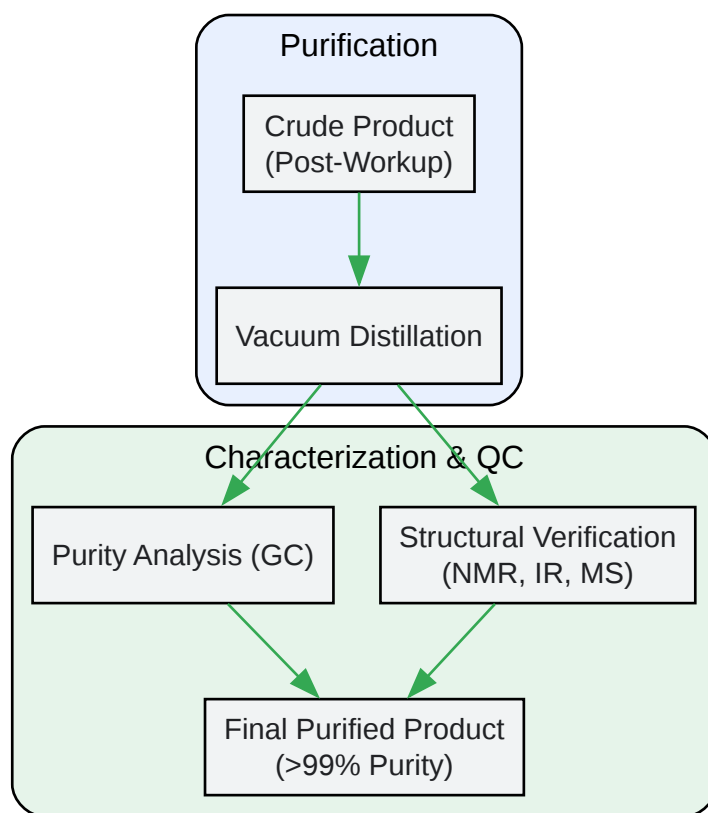 Purification
Crude Product
(Post-Workup)
Vacuum Distillation
Characterization & QC
Purity Analysis (GC)
Structural Verification
(NMR, IR, MS)
Final Purified Product
(>99% Purity)